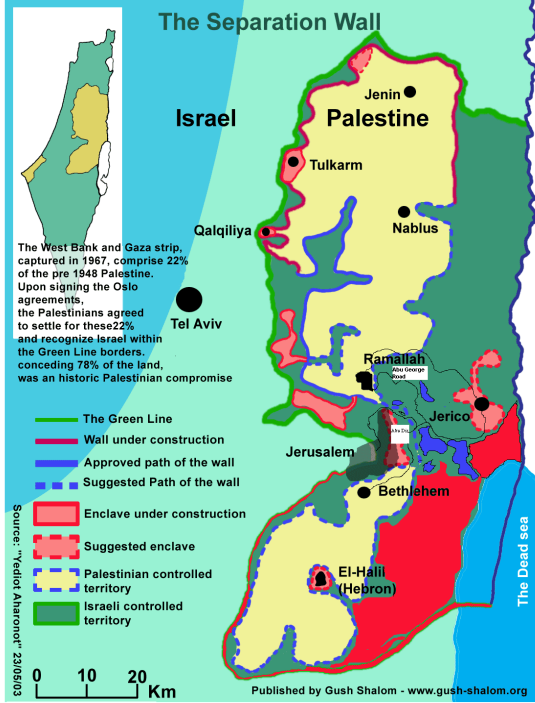 The Separation Wall
Jenin
Israel
Palestine
Tulkarm
Nablus
Qalqiliya
The West Bank and Gaza strip,
captured in 1967, comprise 22%
of the pre 1948 Palestine.
Upon signing the Oslo
agreements,
the Palestinians agreed
to settle for these22%
and recognize Israel within
the Green Line borders.
conceding 78% of the land,
was an historic Palestinian compromise
Tel Aviv
Ramallah
Abu George
Road
Jerico
Jerusalem
Bethlehem
El-Halil
(Hebron)
The Dead sea
The Green Line
Wall under construction
Approved path of the wall
Suggested Path of the wall
Enclave under construction
Suggested enclave
Palestinian controlled
territory
Israeli controlled
territory
Source: "Yediot Aharonot" 23/05/03
0 10 20
Km
Published by Gush Shalom - www.gush-shalom.org